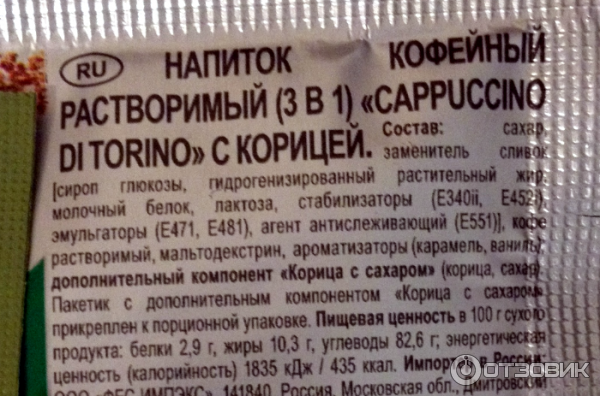 RU НАПИТОК КОФЕЙНЫЙ
РАСТВОРИМЫЙ (3 В 1) «CAPPUCCINO
DI TORINO» С КОРИЦЕЙ. Состав: сахар,
заменитель сливок
[сироп глюкозы, гидрогенизированный растительный жир,
молочный белок, лактоза, стабилизаторы (E340ii, E452i),
эмульгаторы (E471, E481), агент антислеживающий (E551)], кофе
растворимый, мальтодекстрин, ароматизаторы (карамель, ваниль),
дополнительный компонент «Корица с сахаром» (корица, сахар).
Пакетик с дополнительным компонентом «Корица с сахаром»
прикреплен к порционной упаковке. Пищевая ценность в 100 г сухого
продукта: белки 2,9 г, жиры 10,3 г, углеводы 82,6 г; энергетическая
ценность (калорийность) 1835 кДж / 435 ккал. Импортер в России:
ООО «ФЕС ИМПЭКС», 141840, Россия, Московская обл., Дмитровский
ОТЗОВИК